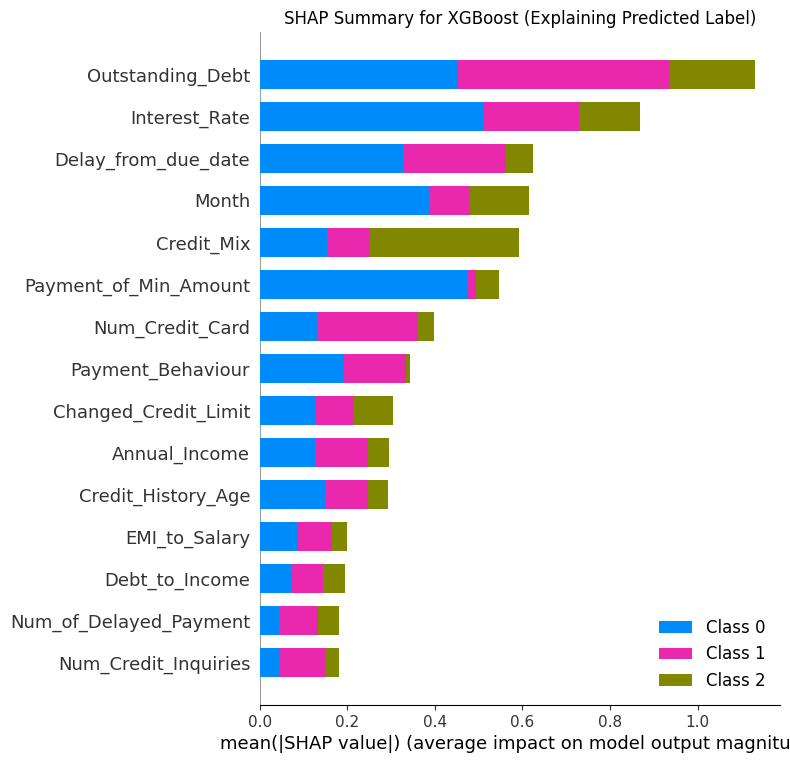 SHAP Summary for XGBoost (Explaining Predicted Label)
Outstanding_Debt
Interest_Rate
Delay_from_due_date
Month
Credit_Mix
Payment_of_Min_Amount
Num_Credit_Card
Payment_Behaviour
Changed_Credit_Limit
Annual_Income
Credit_History_Age
EMI_to_Salary
Debt_to_Income
Num_of_Delayed_Payment
Num_Credit_Inquiries
Class 0
Class 1
Class 2
0.0 0.2 0.4 0.6 0.8 1.0
mean(|SHAP value|) (average impact on model output magnitu